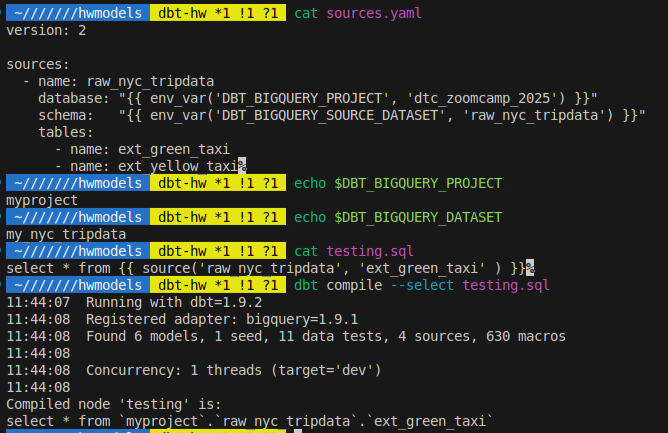 ~///////hwmodels dbt-hw *1 !1 ?1 cat sources.yaml
version: 2
sources:
  - name: raw_nyc_tripdata
    database: "{{ env_var('DBT_BIGQUERY_PROJECT', 'dtc_zoomcamp_2025') }}"
    schema:   "{{ env_var('DBT_BIGQUERY_SOURCE_DATASET', 'raw_nyc_tripdata') }}"
    tables:
      - name: ext_green_taxi
      - name: ext_yellow_taxi%
~///////hwmodels dbt-hw *1 !1 ?1 echo $DBT_BIGQUERY_PROJECT
myproject
~///////hwmodels dbt-hw *1 !1 ?1 echo $DBT_BIGQUERY_DATASET
my_nyc_tripdata
~///////hwmodels dbt-hw *1 !1 ?1 cat testing.sql
select * from {{ source('raw_nyc_tripdata', 'ext_green_taxi' ) }}%
~///////hwmodels dbt-hw *1 !1 ?1 dbt compile --select testing.sql
11:44:07  Running with dbt=1.9.2
11:44:08  Registered adapter: bigquery=1.9.1
11:44:08  Found 6 models, 1 seed, 11 data tests, 4 sources, 630 macros
11:44:08
11:44:08  Concurrency: 1 threads (target='dev')
11:44:08
Compiled node 'testing' is:
select * from `myproject`.`raw_nyc_tripdata`.`ext_green_taxi`